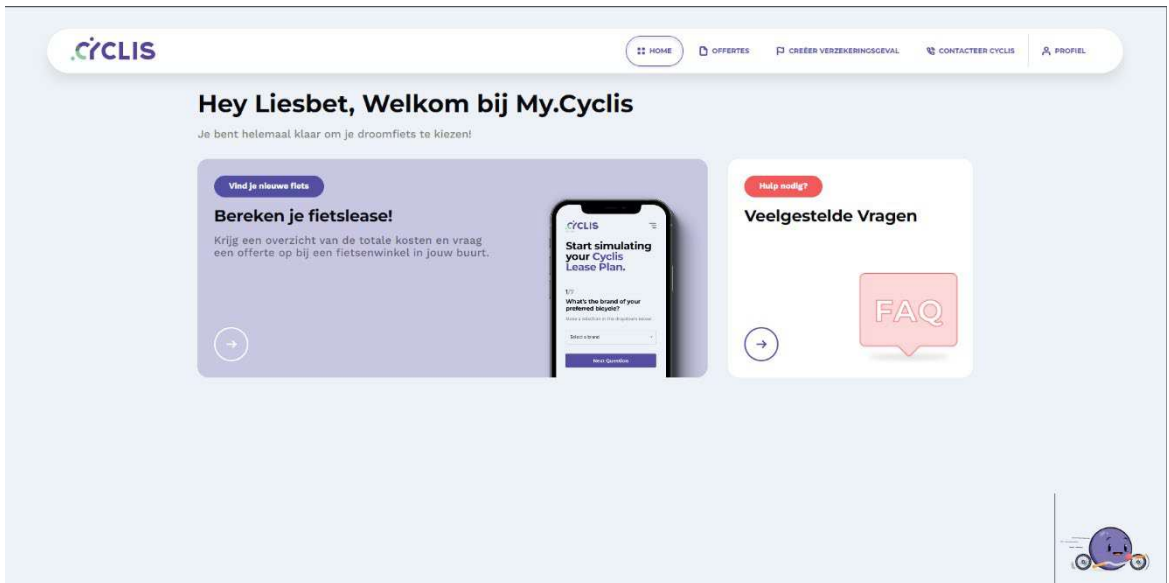 CYCLIS
HOME
OFFERTES
CREËER VERZEKERINGSGEVAL
CONTACTEER CYCLIS
PROFIEL
Hey Liesbet, Welkom bij My.Cyclis
Je bent helemaal klaar om je droomfiets te kiezen!
Vind je nieuwe fiets
Bereken je fietslease!
Krijg een overzicht van de totale kosten en vraag
een offerte op bij een fietsenwinkel in jouw buurt.
CYCLIS
Start simulating
your Cyclis
Lease Plan.
What's the brand of your
preferred bicycle?
Select a brand
Next Question
Hulp nodig?
Veelgestelde Vragen
FAQ